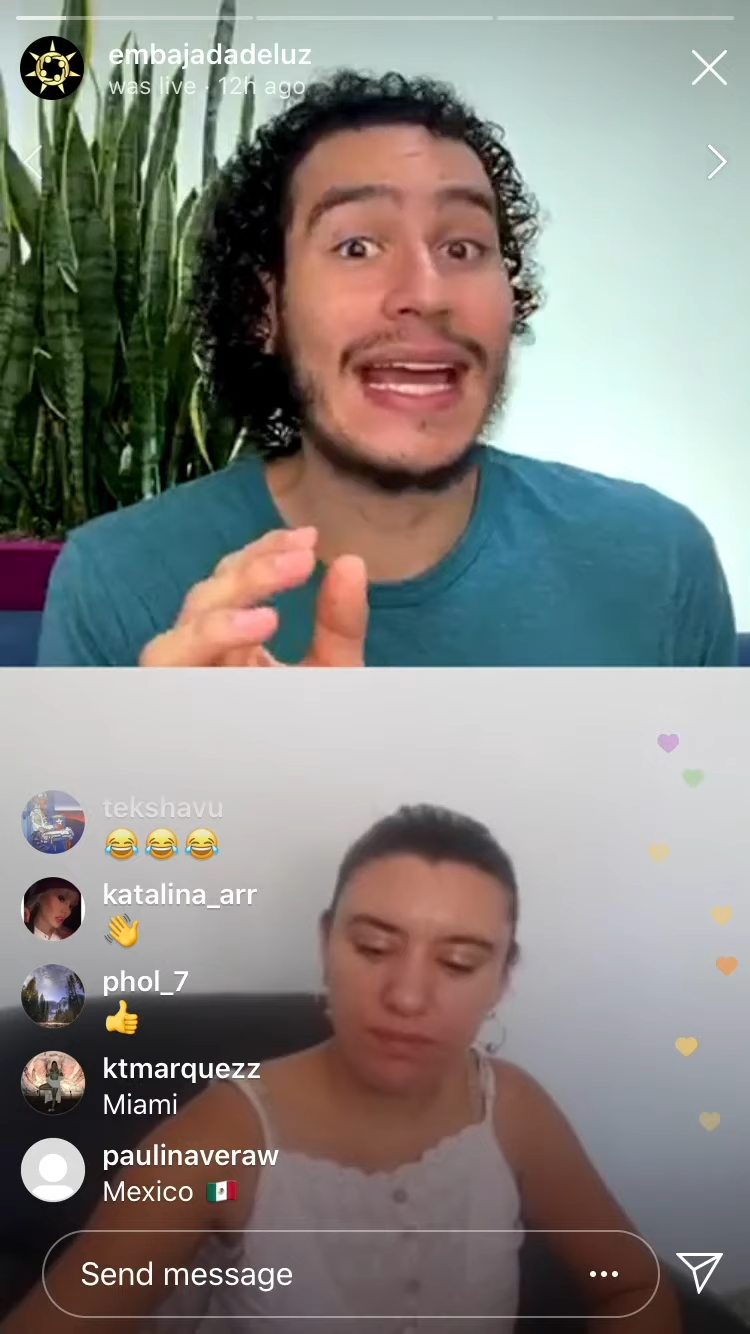 embajadadeluz
was live · 12h ago
tekshavu
😂😂😂
katalina_arr
👋
phol_7
👍
ktmarquezz
Miami
paulinaveraw
Mexico 🇲🇽
Send message